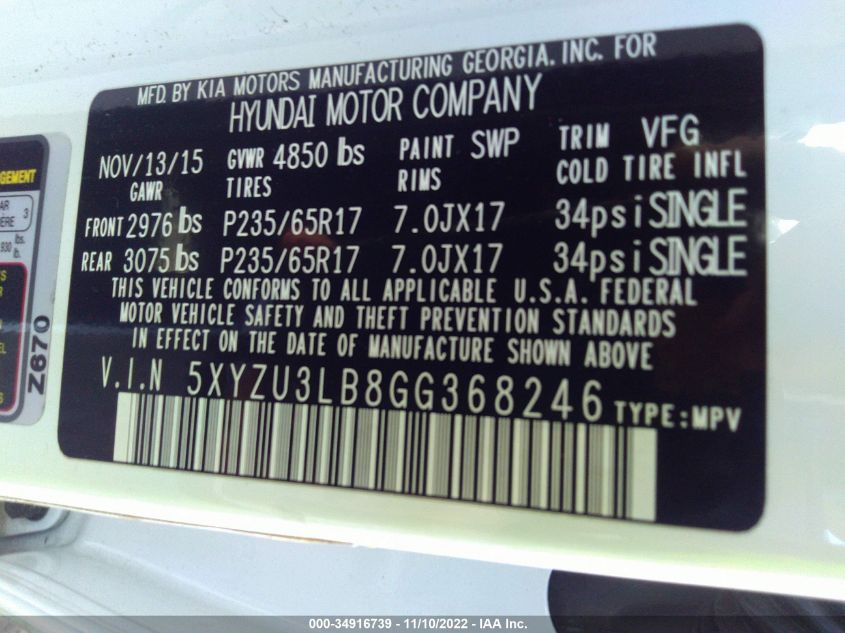 MFD. BY KIA MOTORS MANUFACTURING GEORGIA. INC. FOR
HYUNDAI MOTOR COMPANY
NOV/13/15 GVWR 4850 lbs PAINT SWP TRIM VFG
GAWR TIRES RIMS COLD TIRE INFL
FRONT 2976 lbs P235/65R17 7.0JX17 34psi SINGLE
REAR 3075 lbs P235/65R17 7.0JX17 34psi SINGLE
THIS VEHICLE CONFORMS TO ALL APPLICABLE U.S.A. FEDERAL
MOTOR VEHICLE SAFETY AND THEFT PREVENTION STANDARDS
IN EFFECT ON THE DATE OF MANUFACTURE SHOWN ABOVE
V.I.N 5XYZU3LB8GG368246 TYPE:MPV
Z670
000-34916739 - 11/10/2022 - IAA Inc.